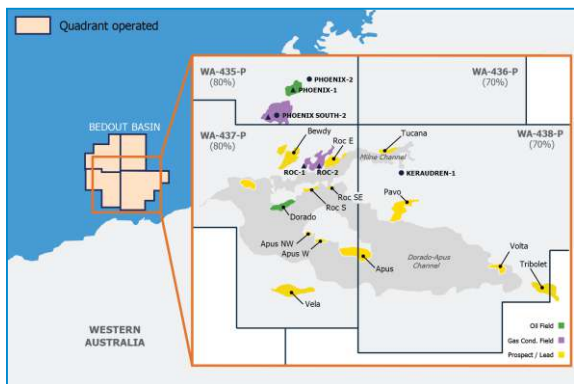 Quadrant operated
BEDOUT BASIN
WESTERN
AUSTRALIA
WA-435-P
(80%)
WA-436-P
(70%)
PHOENIX-2
PHOENIX-1
PHOENIX SOUTH-2
WA-437-P
(80%)
WA-438-P
(70%)
Bewdy
Roc E
Tucana
Milne Channel
ROC-1
ROC-2
KERAUDREN-1
Roc SE
Roc S
Pavo
Dorado
Apus NW
Apus W
Apus
Dorado-Apus
Channel
Volta
Tribolet
Vela
Oil Field
Gas Cond. Field
Prospect / Lead